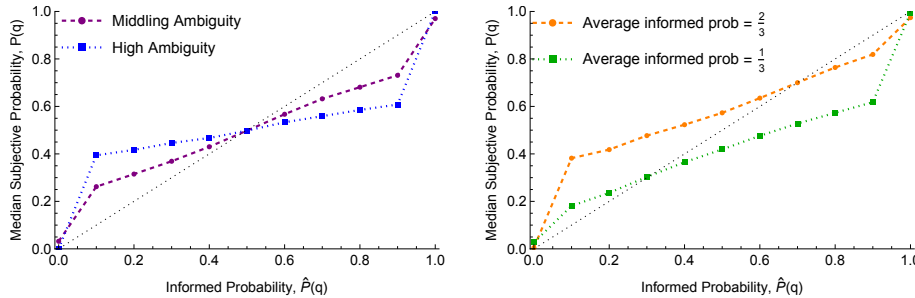 Middling Ambiguity
High Ambiguity
Median Subjective Probability, P(q)
1.0
0.8
0.6
0.4
0.2
0.0
0.0 0.2 0.4 0.6 0.8 1.0
Informed Probability, P̂(q)
Average informed prob = 2/3
Average informed prob = 1/3
Median Subjective Probability, P(q)
1.0
0.8
0.6
0.4
0.2
0.0
0.0 0.2 0.4 0.6 0.8 1.0
Informed Probability, P̂(q)